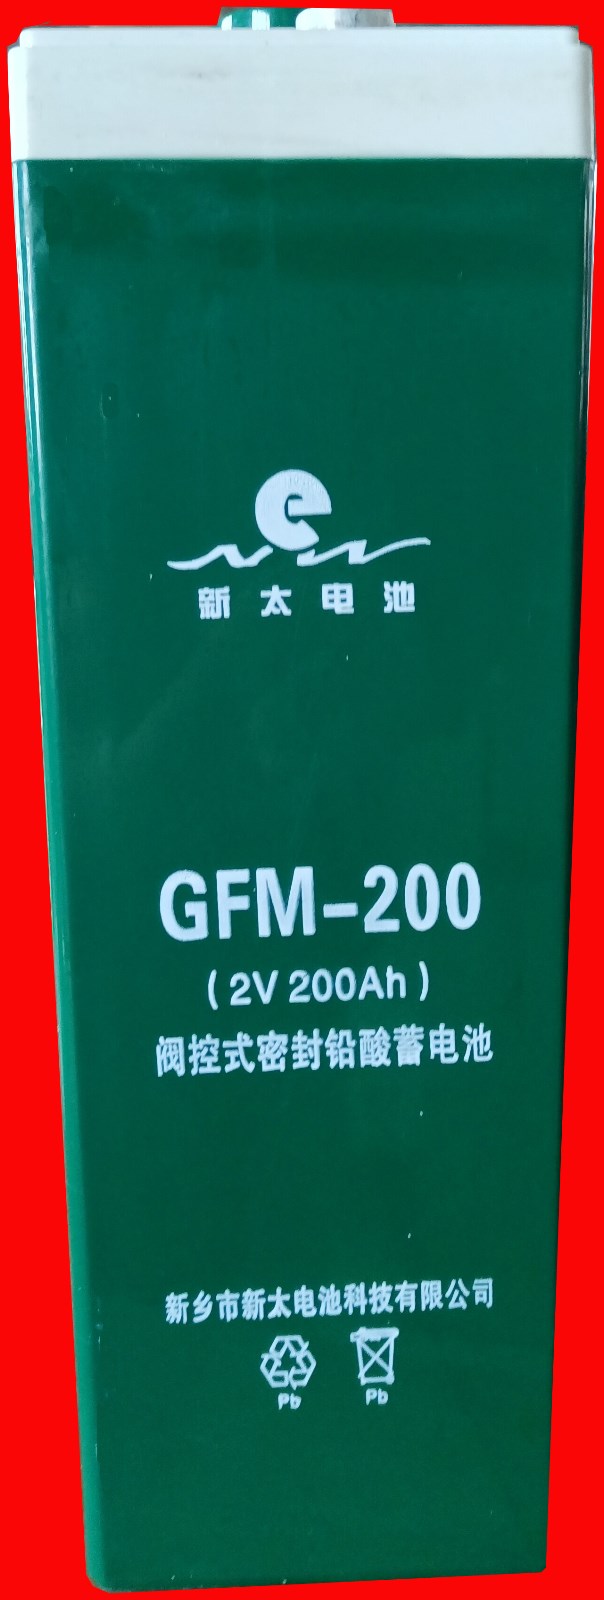 新太电池
GFM-200
(2V 200Ah)
阀控式密封铅酸蓄电池
新乡市新太电池科技有限公司
Pb Pb